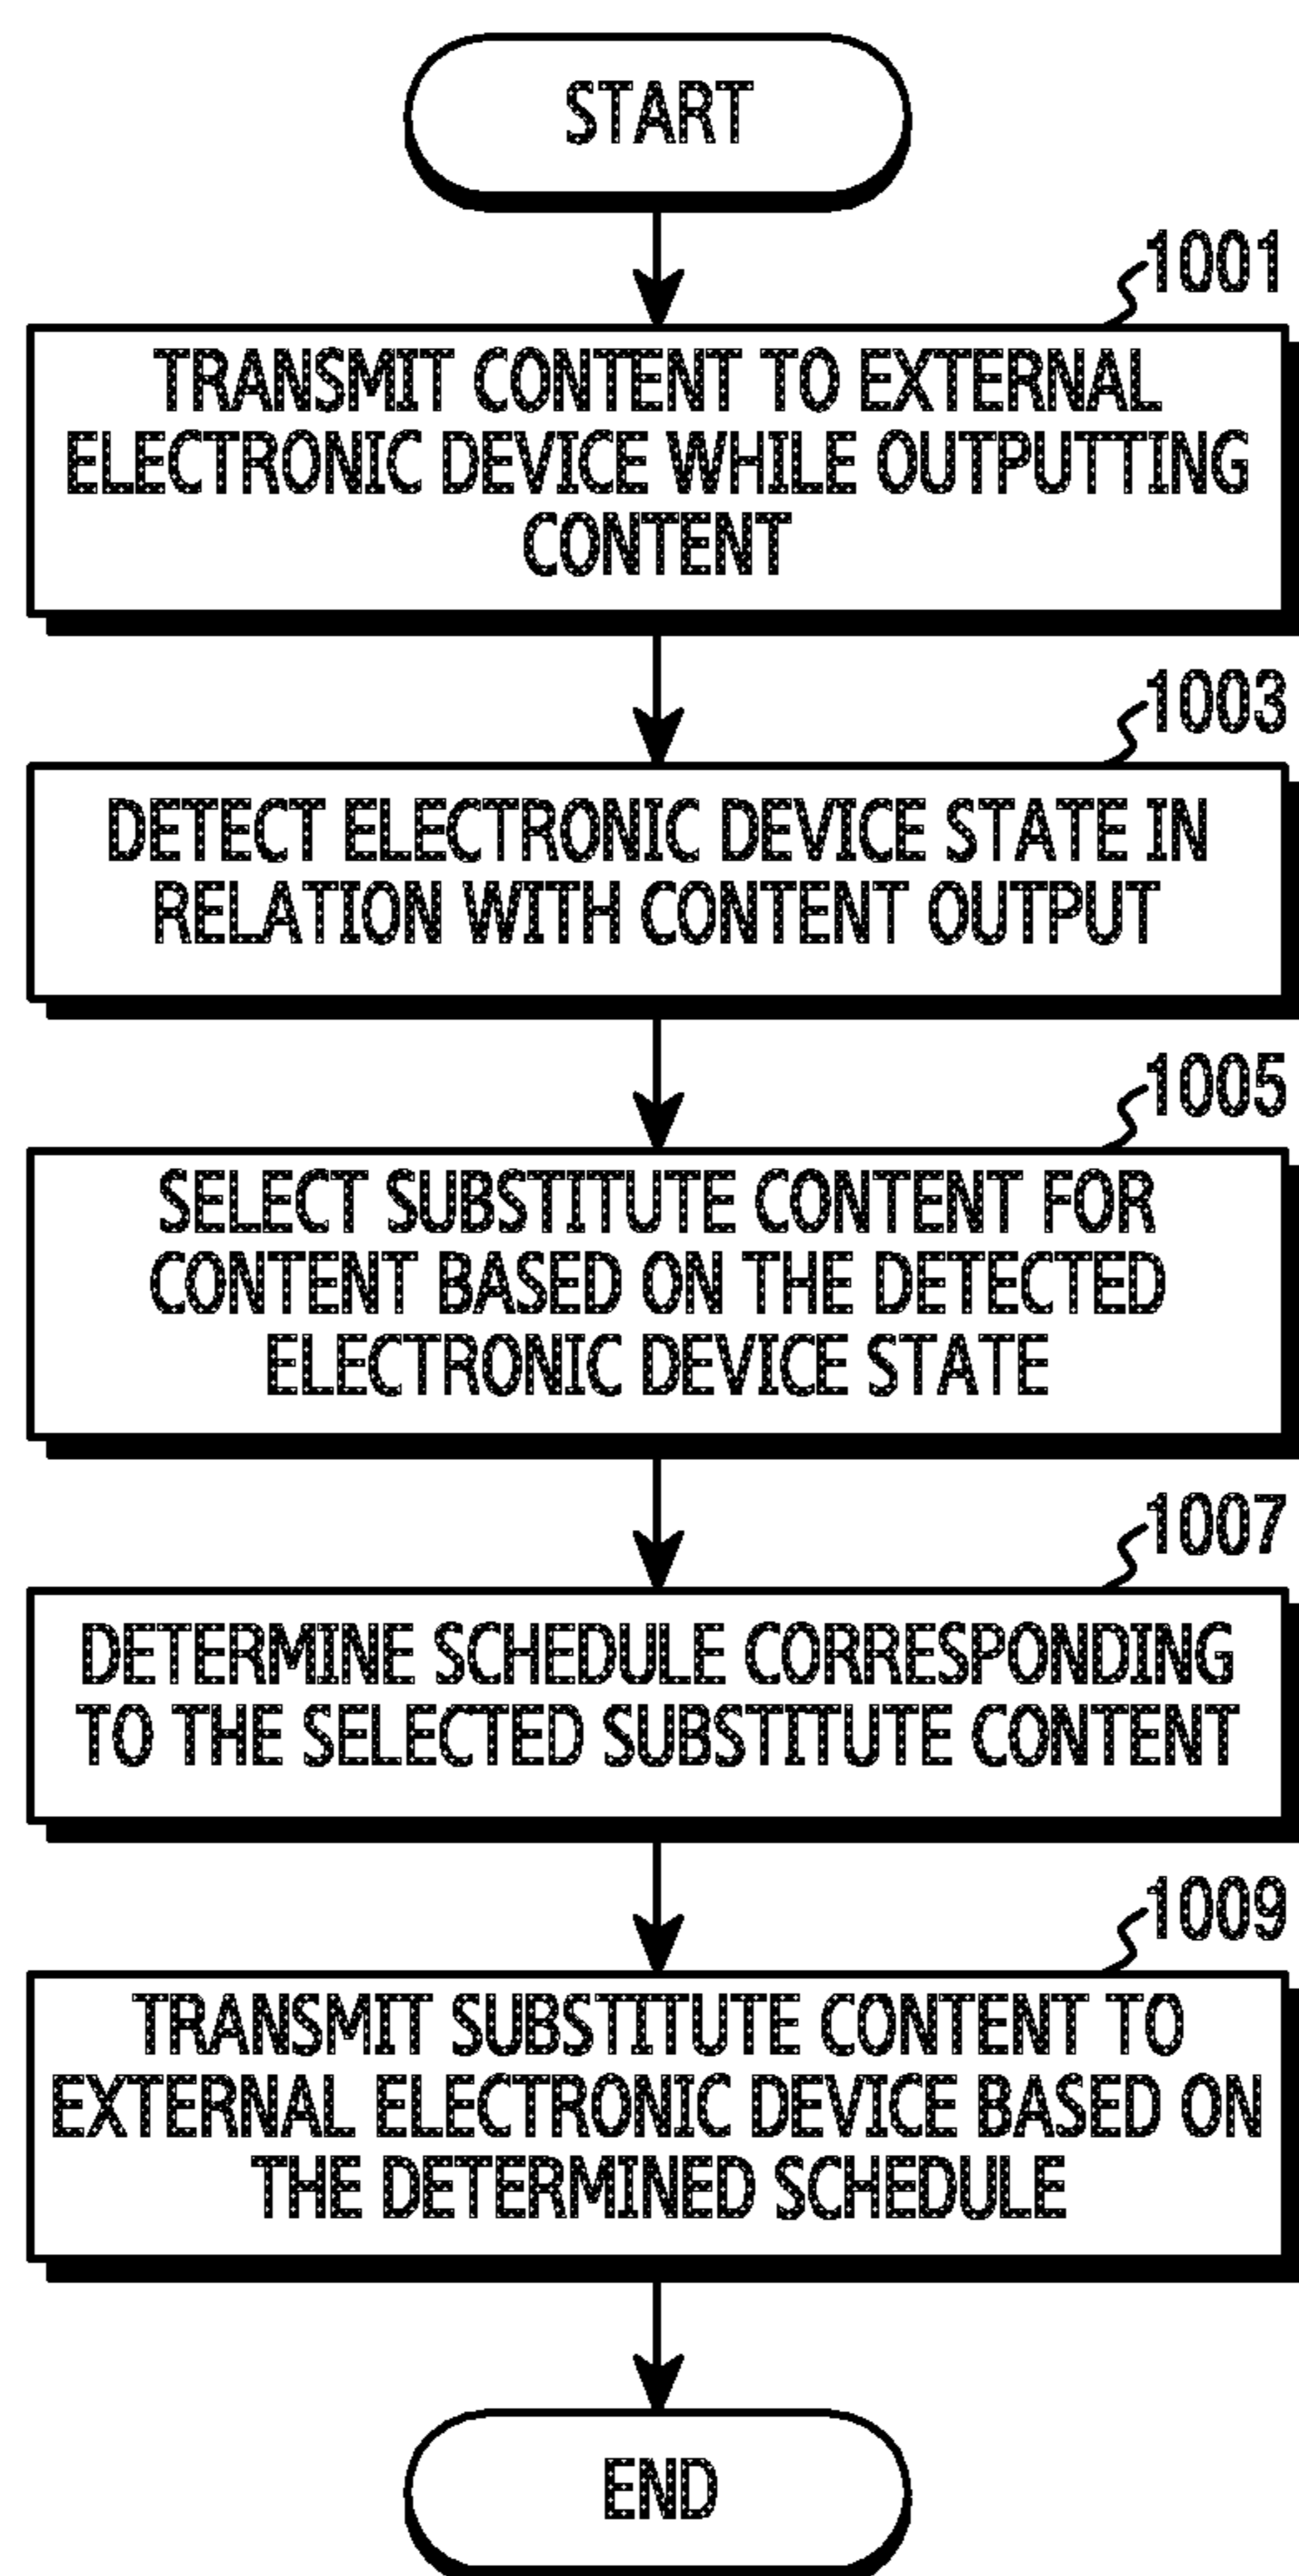 START
1001
TRANSMIT CONTENT TO EXTERNAL
ELECTRONIC DEVICE WHILE OUTPUTTING
CONTENT
1003
DETECT ELECTRONIC DEVICE STATE IN
RELATION WITH CONTENT OUTPUT
1005
SELECT SUBSTITUTE CONTENT FOR
CONTENT BASED ON THE DETECTED
ELECTRONIC DEVICE STATE
1007
DETERMINE SCHEDULE CORRESPONDING
TO THE SELECTED SUBSTITUTE CONTENT
1009
TRANSMIT SUBSTITUTE CONTENT TO
EXTERNAL ELECTRONIC DEVICE BASED ON
THE DETERMINED SCHEDULE
END